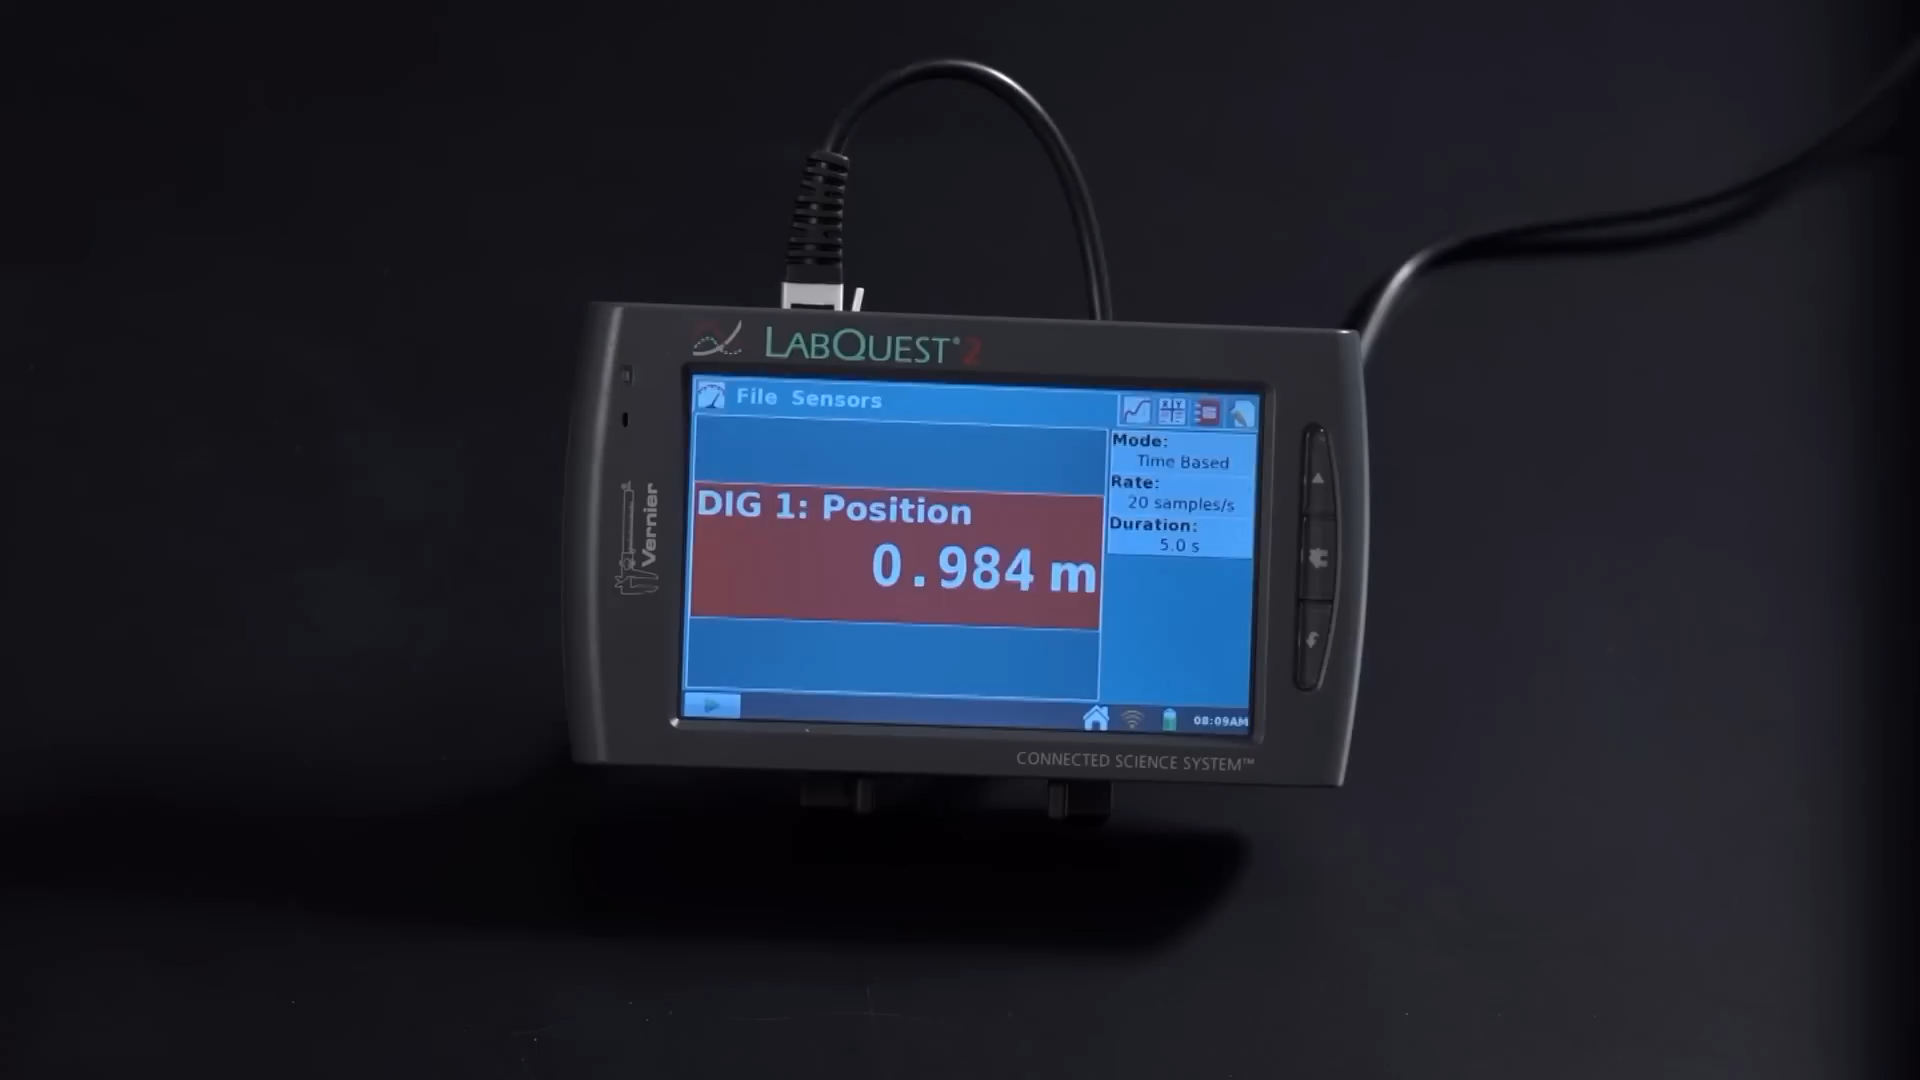 LABQUEST® 2
File Sensors
Mode:
Time Based
Rate:
20 samples/s
Duration:
5.0 s
DIG 1: Position
0.984 m
X Y
08:09AM
Vernier
CONNECTED SCIENCE SYSTEM™